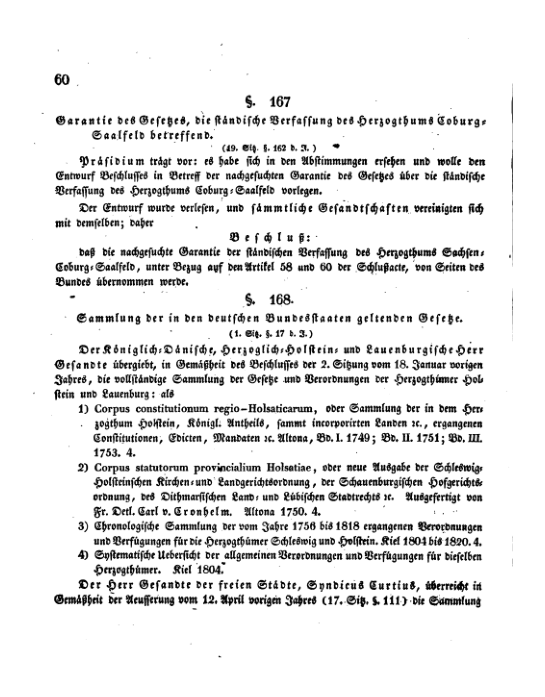 60
§. 167
Garantie des Gesetzes, die ständische Verfassung des Herzogthums Coburg-
Saalfeld betreffend.
(49. Sitz. §. 162 d. J.)
Präsidium trägt vor: es habe sich in den Abstimmungen ersehen und wolle den
Entwurf Beschlusses in Betreff der nachgesuchten Garantie des Gesetzes über die ständische
Verfassung des Herzogthums Coburg-Saalfeld vorlegen.
Der Entwurf wurde verlesen, und sämmtliche Gesandtschaften vereinigten sich
mit demselben; daher
Beschluß:
daß die nachgesuchte Garantie der ständischen Verfassung des Herzogthums Sachsen-
Coburg-Saalfeld, unter Bezug auf den Artikel 58 und 60 der Schlußacte, von Seiten des
Bundes übernommen werde.
§. 168.
Sammlung der in den deutschen Bundesstaaten geltenden Gesetze.
(1. Sitz. §. 17 d. J.)
Der Königlich-Dänische, Herzoglich-Holstein- und Lauenburgische Herr
Gesandte übergiebt, in Gemäßheit des Beschlusses der 2. Sitzung vom 18. Januar vorigen
Jahres, die vollständige Sammlung der Gesetze und Verordnungen der Herzogthümer Hol
stein und Lauenburg: als
1) Corpus constitutionum regio-Holsaticarum, oder Sammlung der in dem Her-
zogthum Holstein, Königl. Antheils, sammt incorporirten Landen ꝛc., ergangenen
Constitutionen, Edicten, Mandaten ꝛc. Altona, Bd. I. 1749; Bd. II. 1751; Bd. III.
1753. 4.
2) Corpus statutorum provincialium Holsatiae, oder neue Ausgabe der Schleswig-
Holsteinschen Kirchen- und Landgerichtsordnung, der Schauenburgischen Hofgerichts-
ordnung, des Dithmarsischen Land- und Lübischen Stadtrechts ꝛc. Ausgefertigt von
Fr. Detl. Carl v. Cronhelm. Altona 1750. 4.
3) Chronologische Sammlung der vom Jahre 1756 bis 1818 ergangenen Verordnungen
und Verfügungen für die Herzogthümer Schleswig und Holstein. Kiel 1804 bis 1820. 4.
4) Systematische Uebersicht der allgemeinen Verordnungen und Verfügungen für dieselben
Herzogthümer. Kiel 1804.
Der Herr Gesandte der freien Städte, Syndicus Curtius, überreicht in
Gemäßheit der Aeusserung vom 12. April vorigen Jahres (17. Sitz. §. 111) die Sammlung